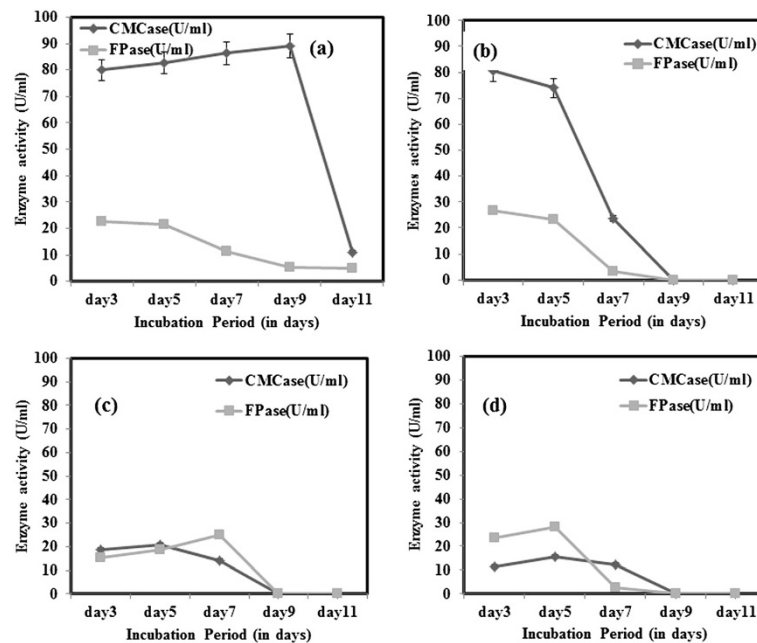 100
90
80
70
60
50
40
30
20
10
0
CMCase(U/ml)
FPase(U/ml)
(a)
Enzyme activity (U/ml)
day3 day5 day7 day9 day11
Incubation Period (in days)
100
90
80
70
60
50
40
30
20
10
0
(b)
CMCase(U/ml)
FPase(U/ml)
Enzymes activity (U/ml)
day3 day5 day7 day9 day11
Incubation Period (in days)
100
90
80
70
60
50
40
30
20
10
0
(c)
CMCase(U/ml)
FPase(U/ml)
Enzyme activity (U/ml)
day3 day5 day7 day9 day11
Incubation Period (in days)
100
90
80
70
60
50
40
30
20
10
0
(d)
CMCase(U/ml)
FPase(U/ml)
Enzyme activity (U/ml)
day3 day5 day7 day9 day11
Incubation Period (in days)